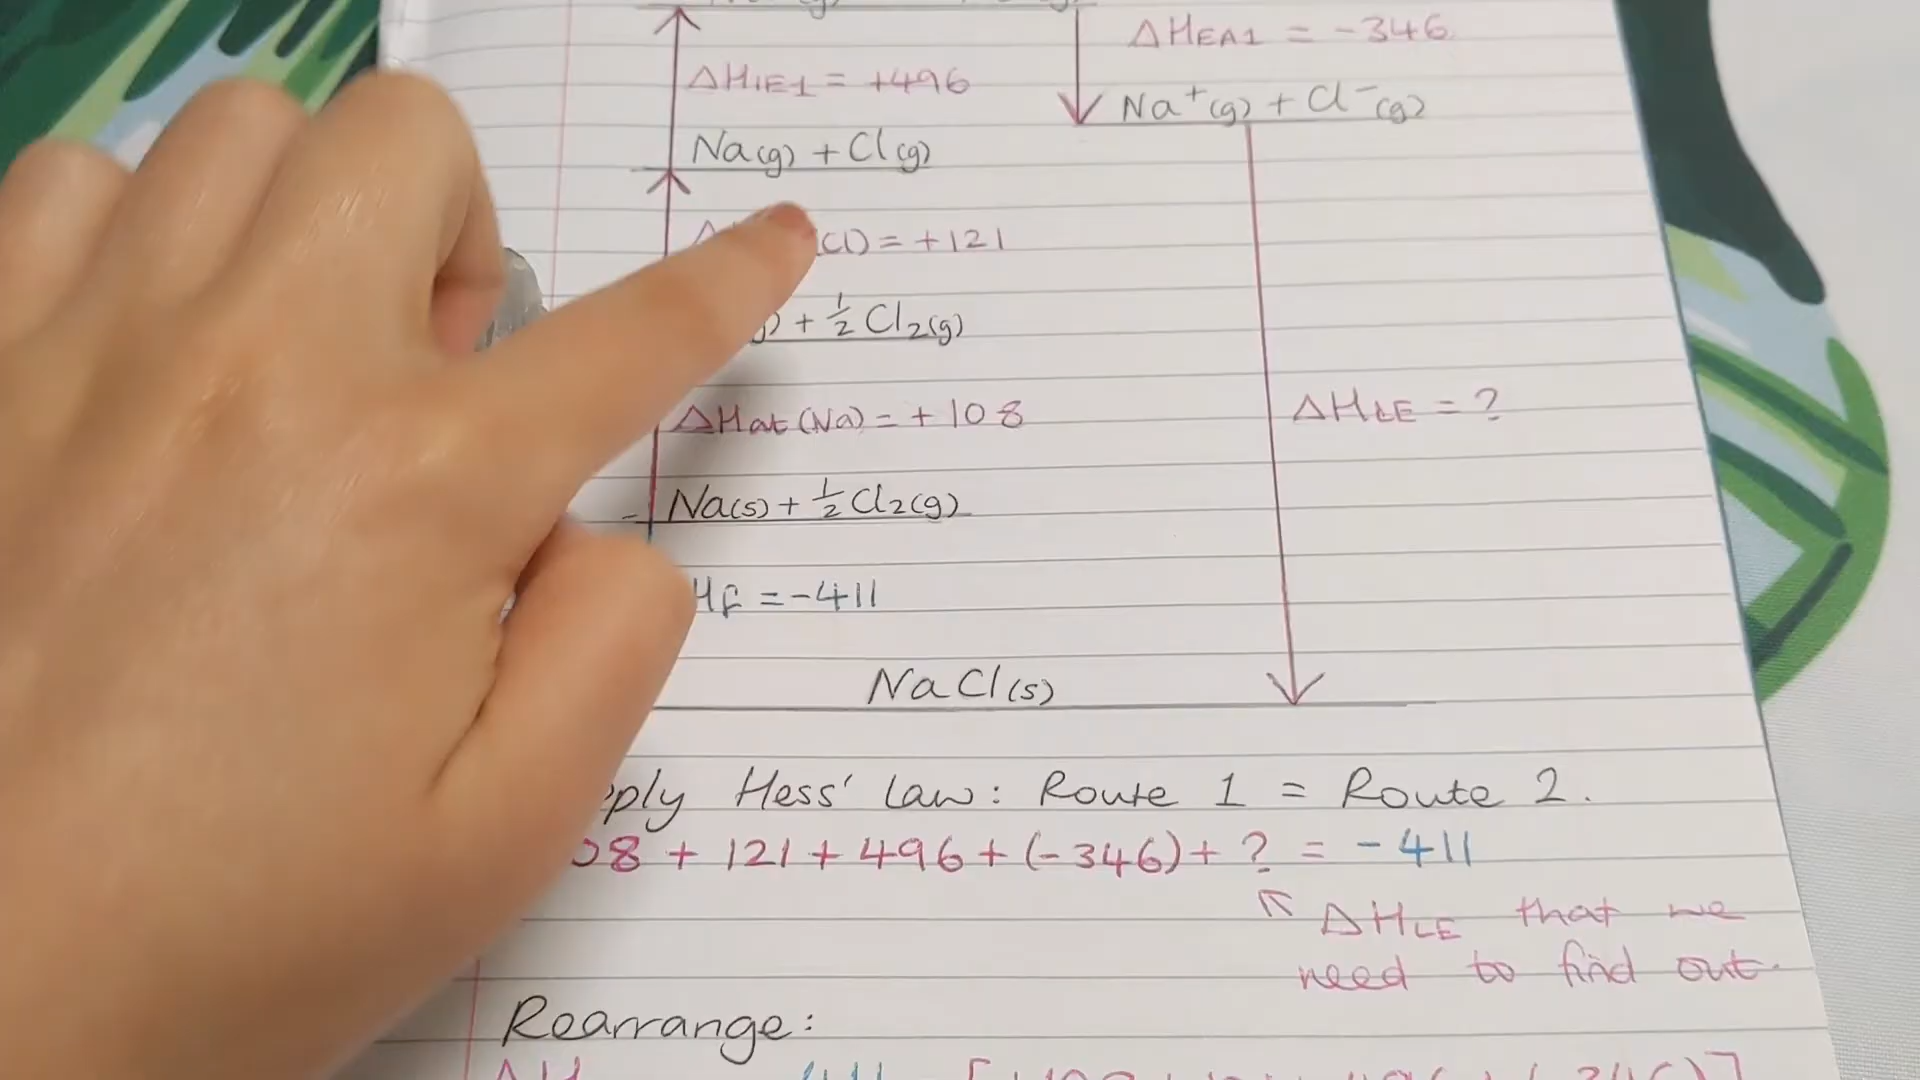 ΔHEA1 = -346
ΔHIE1 = +496
Na⁺(g) + Cl⁻(g)
Na(g) + Cl(g)
(Cl) = +121
+ ½ Cl₂(g)
ΔHat (Na) = + 108
ΔHLE = ?
Na(s) + ½ Cl₂(g)
Hf = -411
NaCl(s)
Hess' Law: Route 1 = Route 2.
8 + 121 + 496 + (-346) + ? = -411
ΔHLE that we
need to find out.
Rearrange: